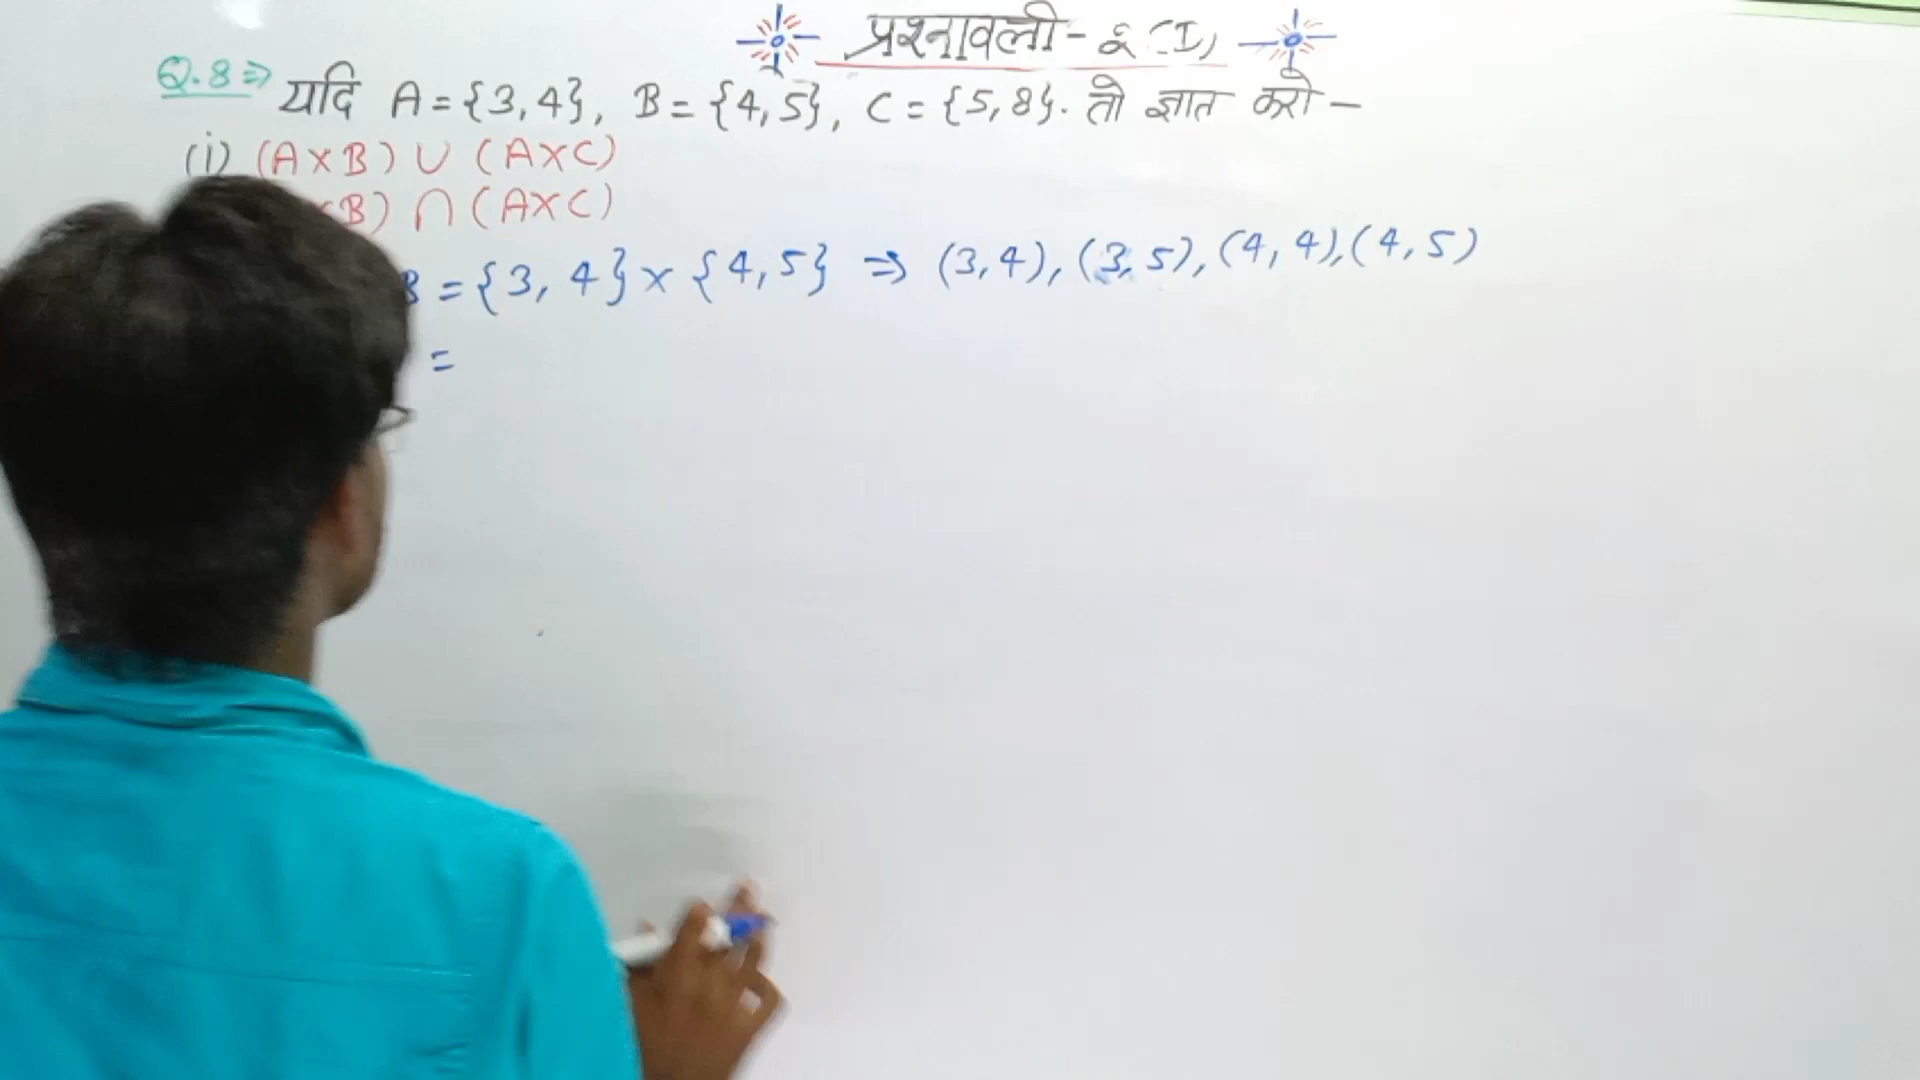 प्रश्नावली - 2 (I)
Q.8 ⇒ यदि A = {3, 4}, B = {4, 5}, C = {5, 8}. तो ज्ञात करो –
(i) (A × B) ∪ (A × C)
× B) ∩ (A × C)
B = {3, 4} × {4, 5} ⇒ (3, 4), (3, 5), (4, 4), (4, 5)
=